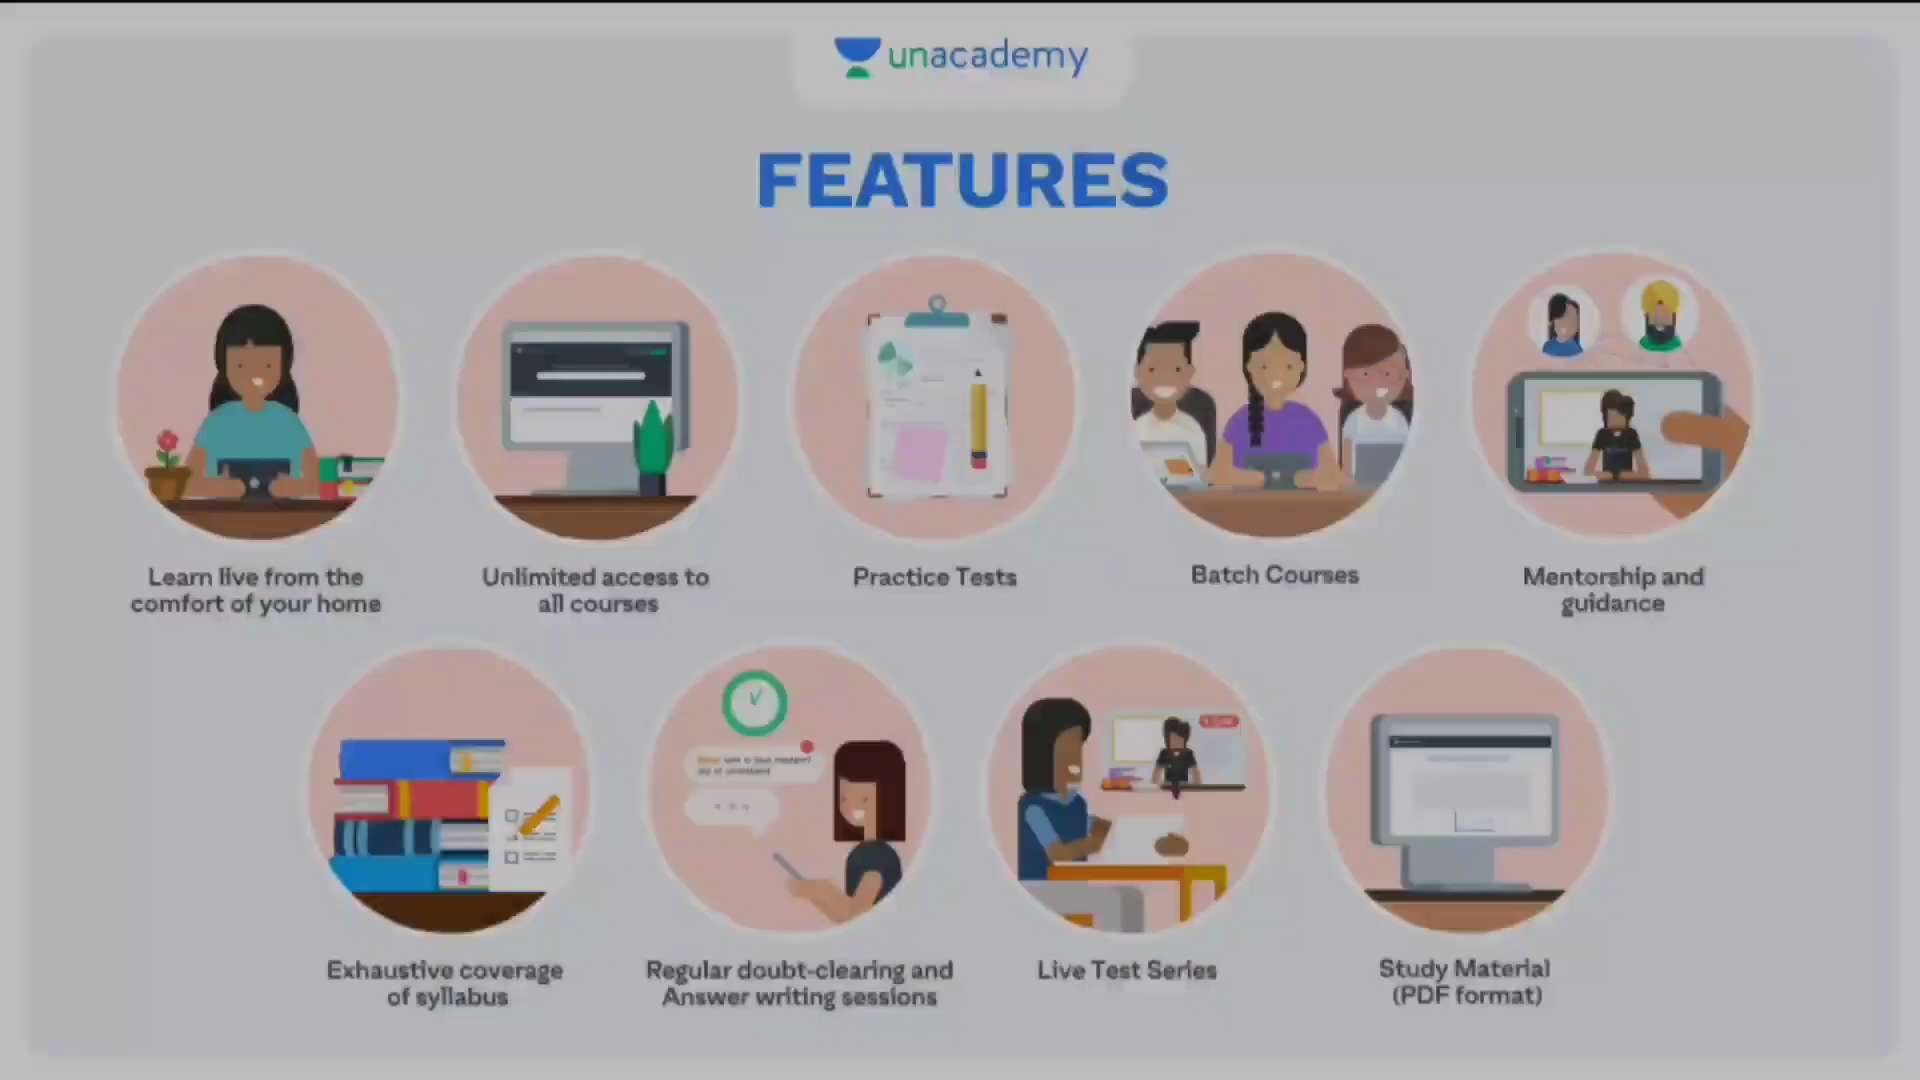 unacademy
FEATURES
Learn live from the
comfort of your home
Unlimited access to
all courses
Practice Tests
Batch Courses
Mentorship and
guidance
Exhaustive coverage
of syllabus
Regular doubt-clearing and
Answer writing sessions
Live Test Series
Study Material
(PDF format)